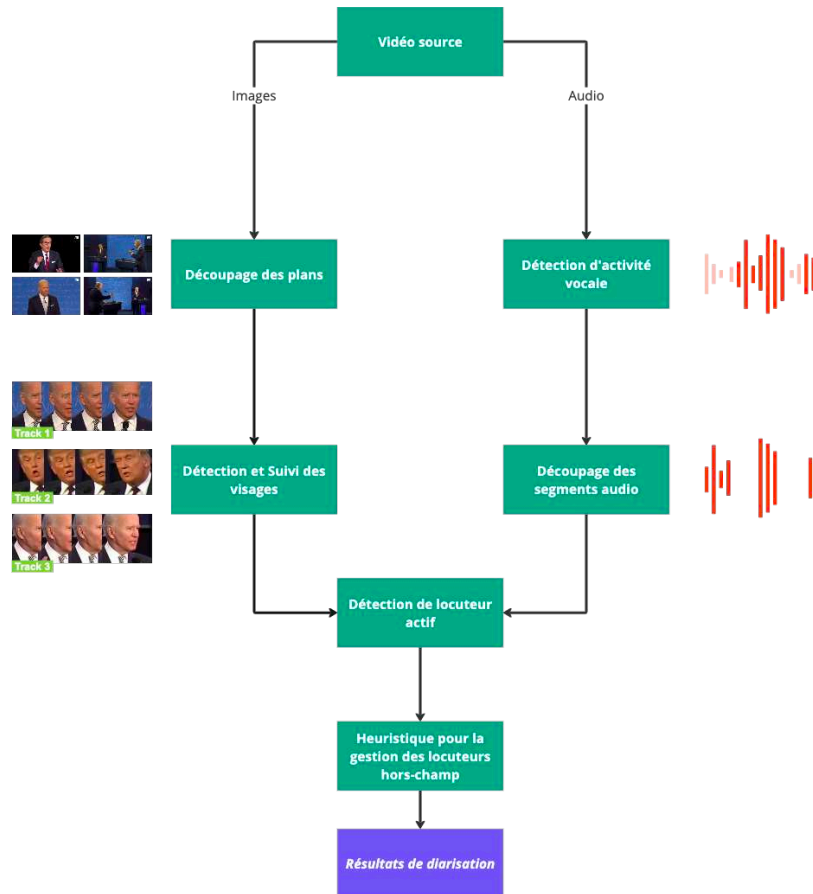 Vidéo source
Images
Audio
Découpage des plans
Détection d'activité
vocale
Track 1
Track 2
Track 3
Détection et Suivi des
visages
Découpage des
segments audio
Détection de locuteur
actif
Heuristique pour la
gestion des locuteurs
hors-champ
Résultats de diarisation